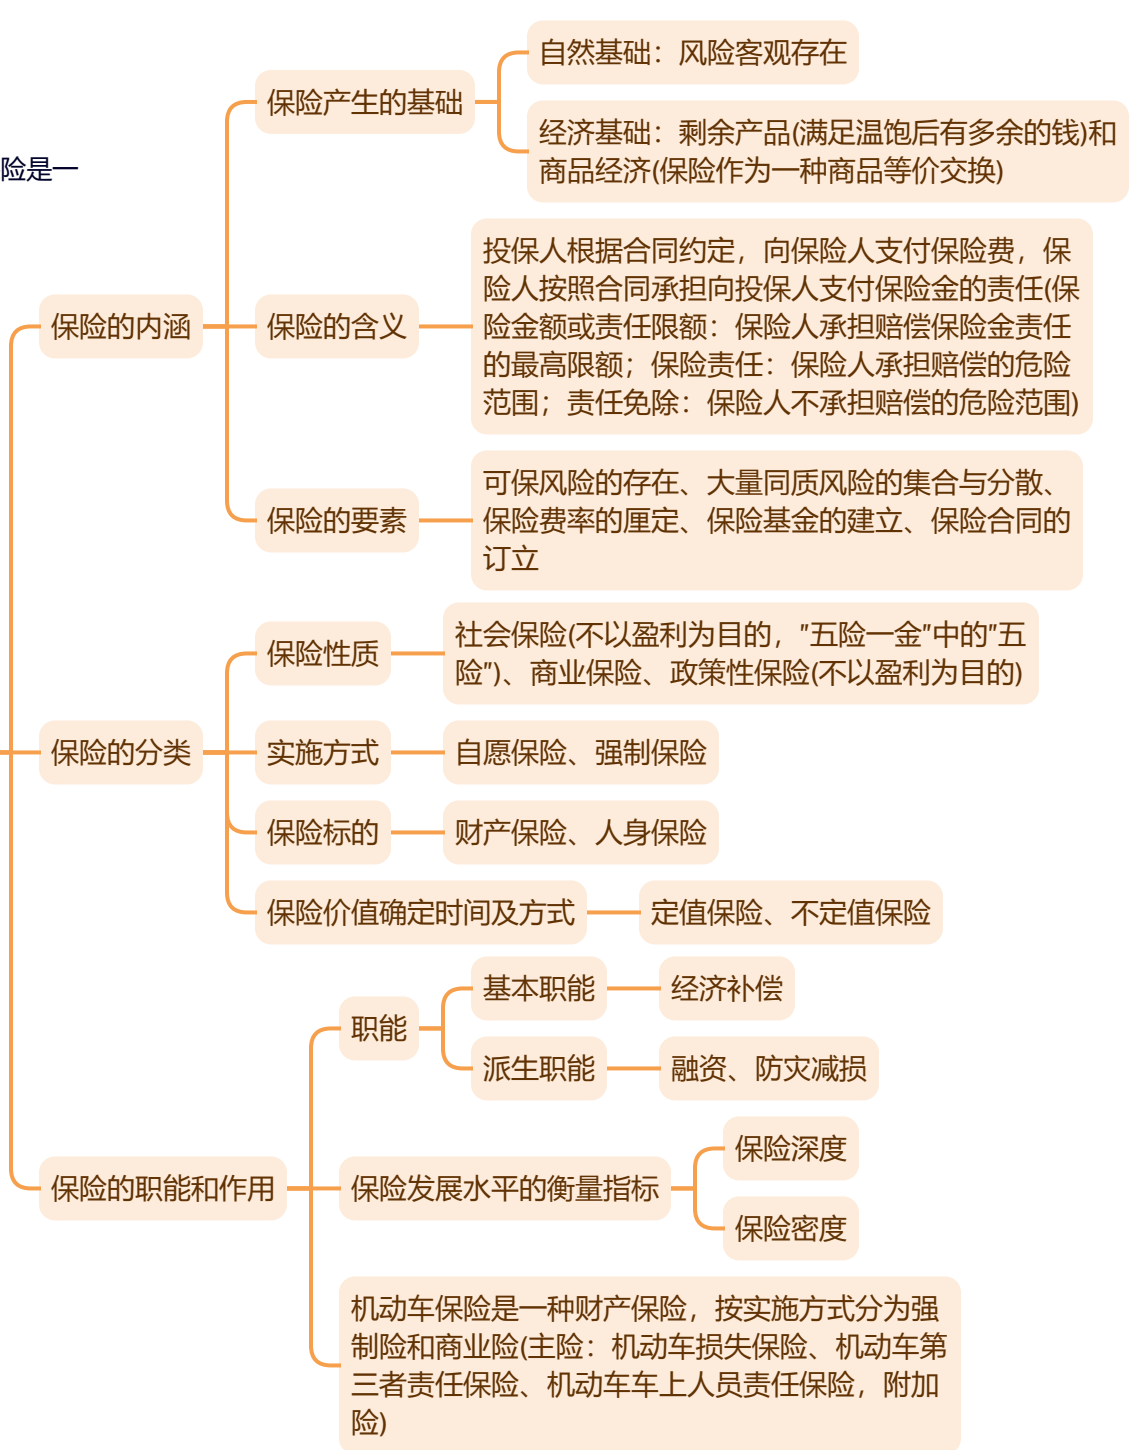 自然基础：风险客观存在
保险产生的基础
经济基础：剩余产品(满足温饱后有多余的钱)和
商品经济(保险作为一种商品等价交换)
险是一
投保人根据合同约定，向保险人支付保险费，保
险人按照合同承担向投保人支付保险金的责任(保
险金额或责任限额：保险人承担赔偿保险金责任
的最高限额；保险责任：保险人承担赔偿的危险
范围；责任免除：保险人不承担赔偿的危险范围)
保险的内涵
保险的含义
可保风险的存在、大量同质风险的集合与分散、
保险费率的厘定、保险基金的建立、保险合同的
订立
保险的要素
社会保险(不以盈利为目的，"五险一金"中的"五
险")、商业保险、政策性保险(不以盈利为目的)
保险性质
保险的分类
实施方式
自愿保险、强制保险
保险标的
财产保险、人身保险
保险价值确定时间及方式
定值保险、不定值保险
基本职能
经济补偿
职能
派生职能
融资、防灾减损
保险深度
保险的职能和作用
保险发展水平的衡量指标
保险密度
机动车保险是一种财产保险，按实施方式分为强
制险和商业险(主险：机动车损失保险、机动车第
三者责任保险、机动车车上人员责任保险，附加
险)